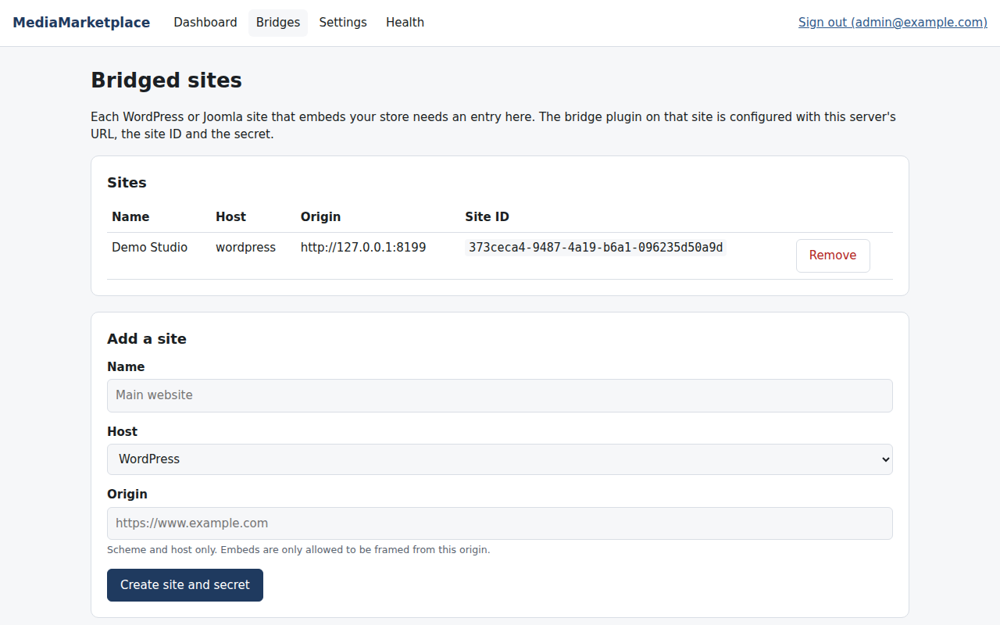 MediaMarketplace Dashboard Bridges Settings Health Sign out (admin@example.com)
Bridged sites
Each WordPress or Joomla site that embeds your store needs an entry here. The bridge plugin on that site is configured with this server's
URL, the site ID and the secret.
Sites
Name Host Origin Site ID
Demo Studio wordpress http://127.0.0.1:8199 373ceca4-9487-4a19-b6a1-096235d50a9d Remove
Add a site
Name
Main website
Host
WordPress
Origin
https://www.example.com
Scheme and host only. Embeds are only allowed to be framed from this origin.
Create site and secret